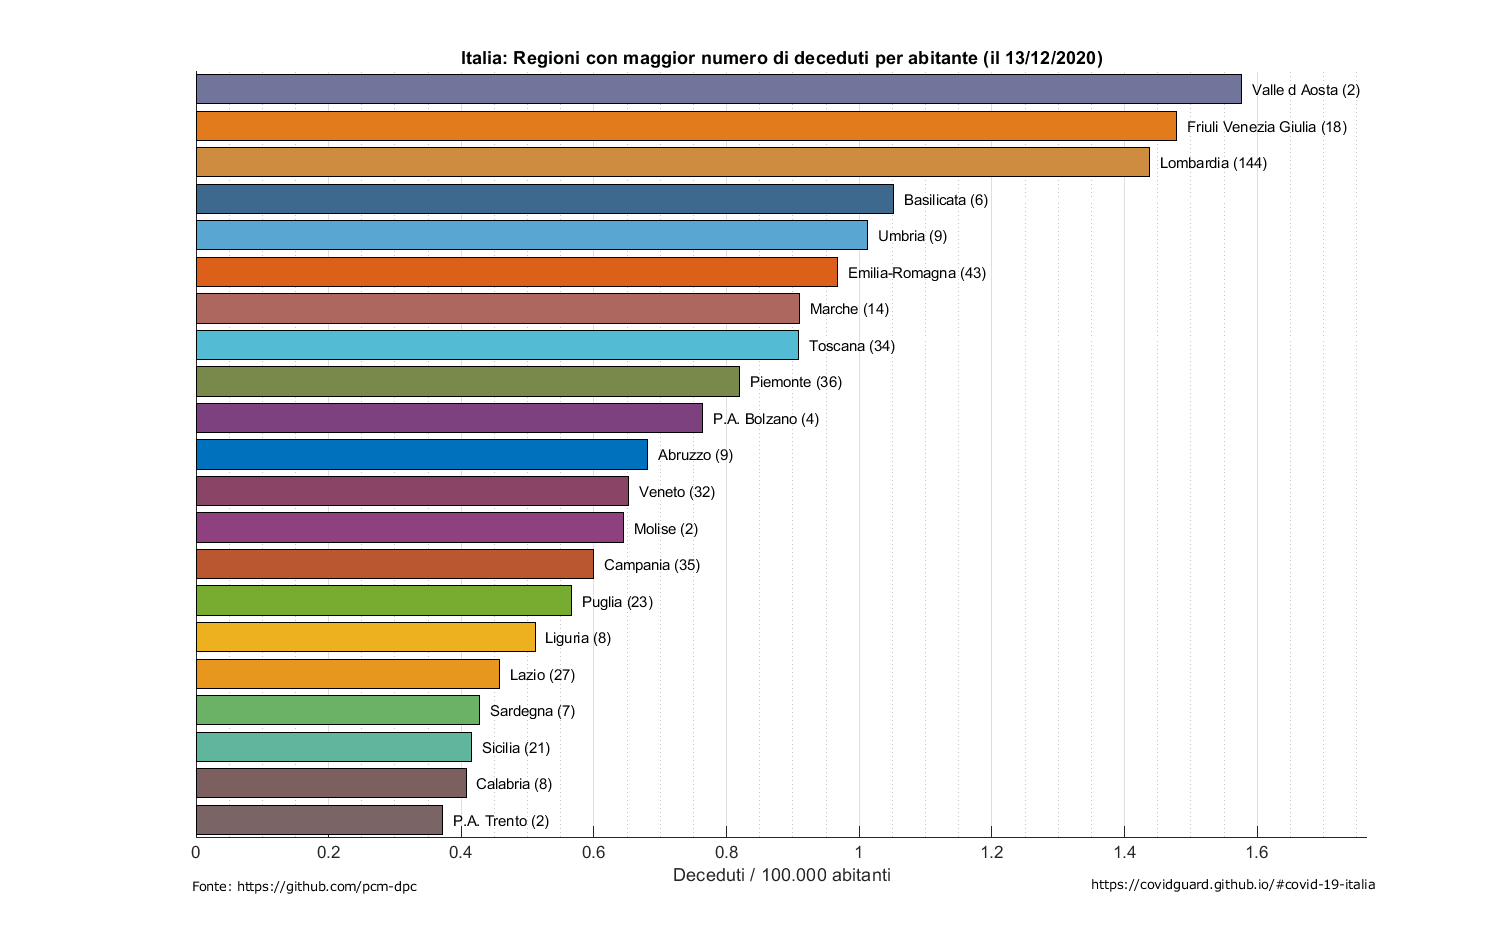 Italia: Regioni con maggior numero di deceduti per abitante (il 13/12/2020)
Valle d Aosta (2)
Friuli Venezia Giulia (18)
Lombardia (144)
Basilicata (6)
Umbria (9)
Emilia-Romagna (43)
Marche (14)
Toscana (34)
Piemonte (36)
P.A. Bolzano (4)
Abruzzo (9)
Veneto (32)
Molise (2)
Campania (35)
Puglia (23)
Liguria (8)
Lazio (27)
Sardegna (7)
Sicilia (21)
Calabria (8)
P.A. Trento (2)
0 0.2 0.4 0.6 0.8 1 1.2 1.4 1.6
Deceduti / 100.000 abitanti
Fonte: https://github.com/pcm-dpc
https://covidguard.github.io/#covid-19-italia